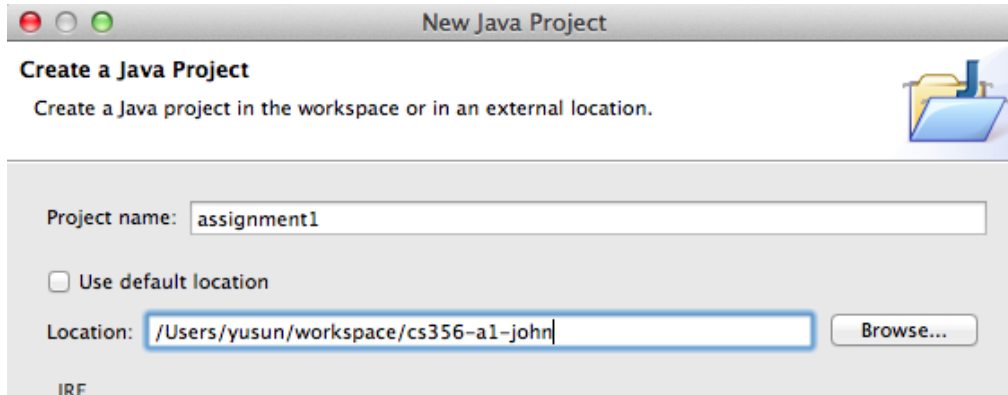 New Java Project
Create a Java Project
Create a Java project in the workspace or in an external location.
Project name: assignment1
Use default location
Location: /Users/yusun/workspace/cs356-a1-john Browse...
JRE